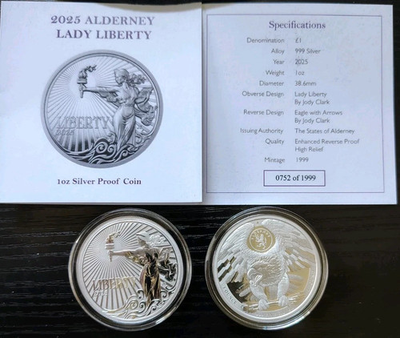 2025 ALDERNEY
LADY LIBERTY
LIBERTY
2025
1oz Silver Proof Coin
Specifications
Denomination £1
Alloy 999 Silver
Year 2025
Weight 1oz
Diameter 38.6mm
Obverse Design Lady Liberty
By Jody Clark
Reverse Design Eagle with Arrows
By Jody Clark
Issuing Authority The States of Alderney
Quality Enhanced Reverse Proof
High Relief
Mintage 1999
0752 of 1999
LIBERTY